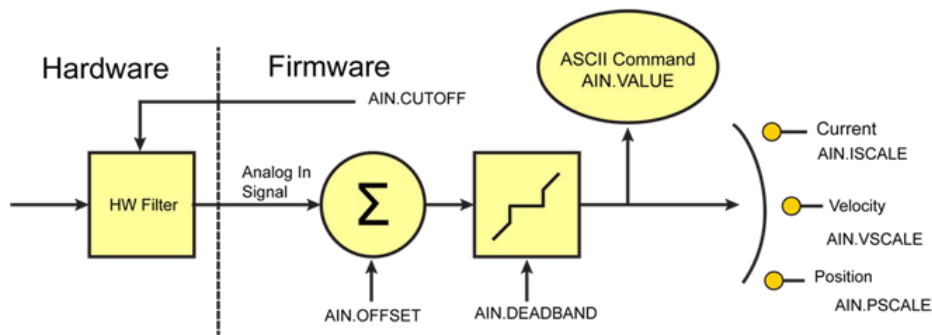 Hardware
Firmware
ASCII Command
AIN.VALUE
AIN.CUTOFF
HW Filter
Analog In
Signal
Σ
AIN.OFFSET
AIN.DEADBAND
Current
AIN.ISCALE
Velocity
AIN.VSCALE
Position
AIN.PSCALE